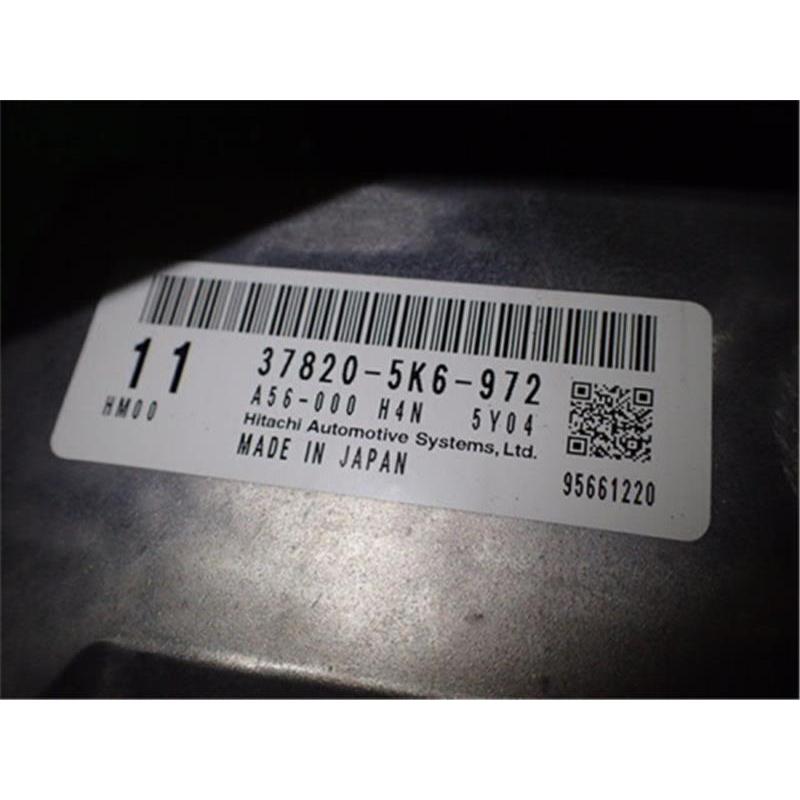 11 37820-5K6-972
HM00 A56-000 H4N 5Y04
Hitachi Automotive Systems, Ltd.
MADE IN JAPAN
95661220